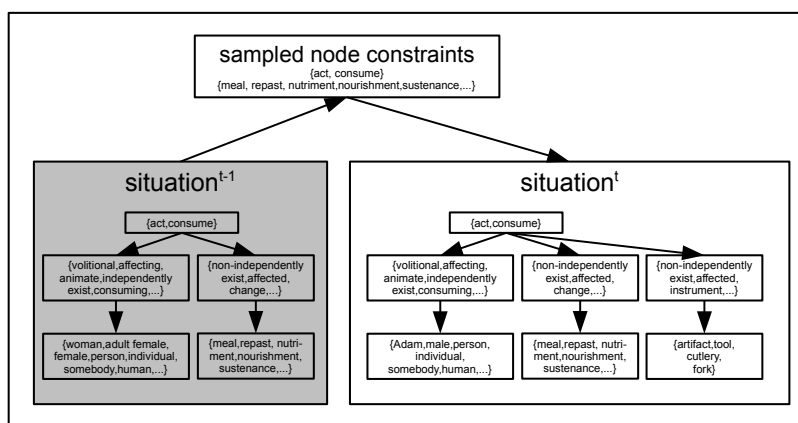 sampled node constraints
{act, consume}
{meal, repast, nutriment,nourishment,sustenance,...}
situation^t-1
{act,consume}
{volitional,affecting,
animate,independently
exist,consuming,...}
{non-independently
exist,affected,
change,...}
{woman,adult female,
female,person,individual,
somebody,human,...}
{meal,repast, nutri-
ment,nourishment,
sustenance,...}
situation^t
{act,consume}
{volitional,affecting,
animate,independently
exist,consuming,...}
{non-independently
exist,affected,
change,...}
{non-independently
exist,affected,
instrument,...}
{Adam,male,person,
individual,
somebody,human,...}
{meal,repast, nutri-
ment,nourishment,
sustenance,...}
{artifact,tool,
cutlery,
fork}